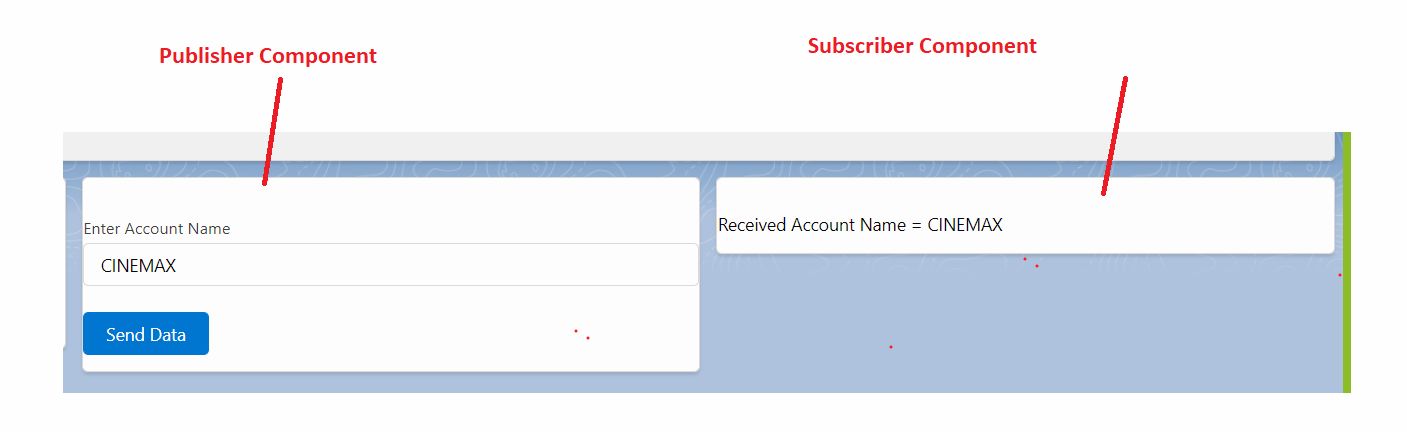 Publisher Component
Subscriber Component
Enter Account Name
CINEMAX
Send Data
Received Account Name = CINEMAX